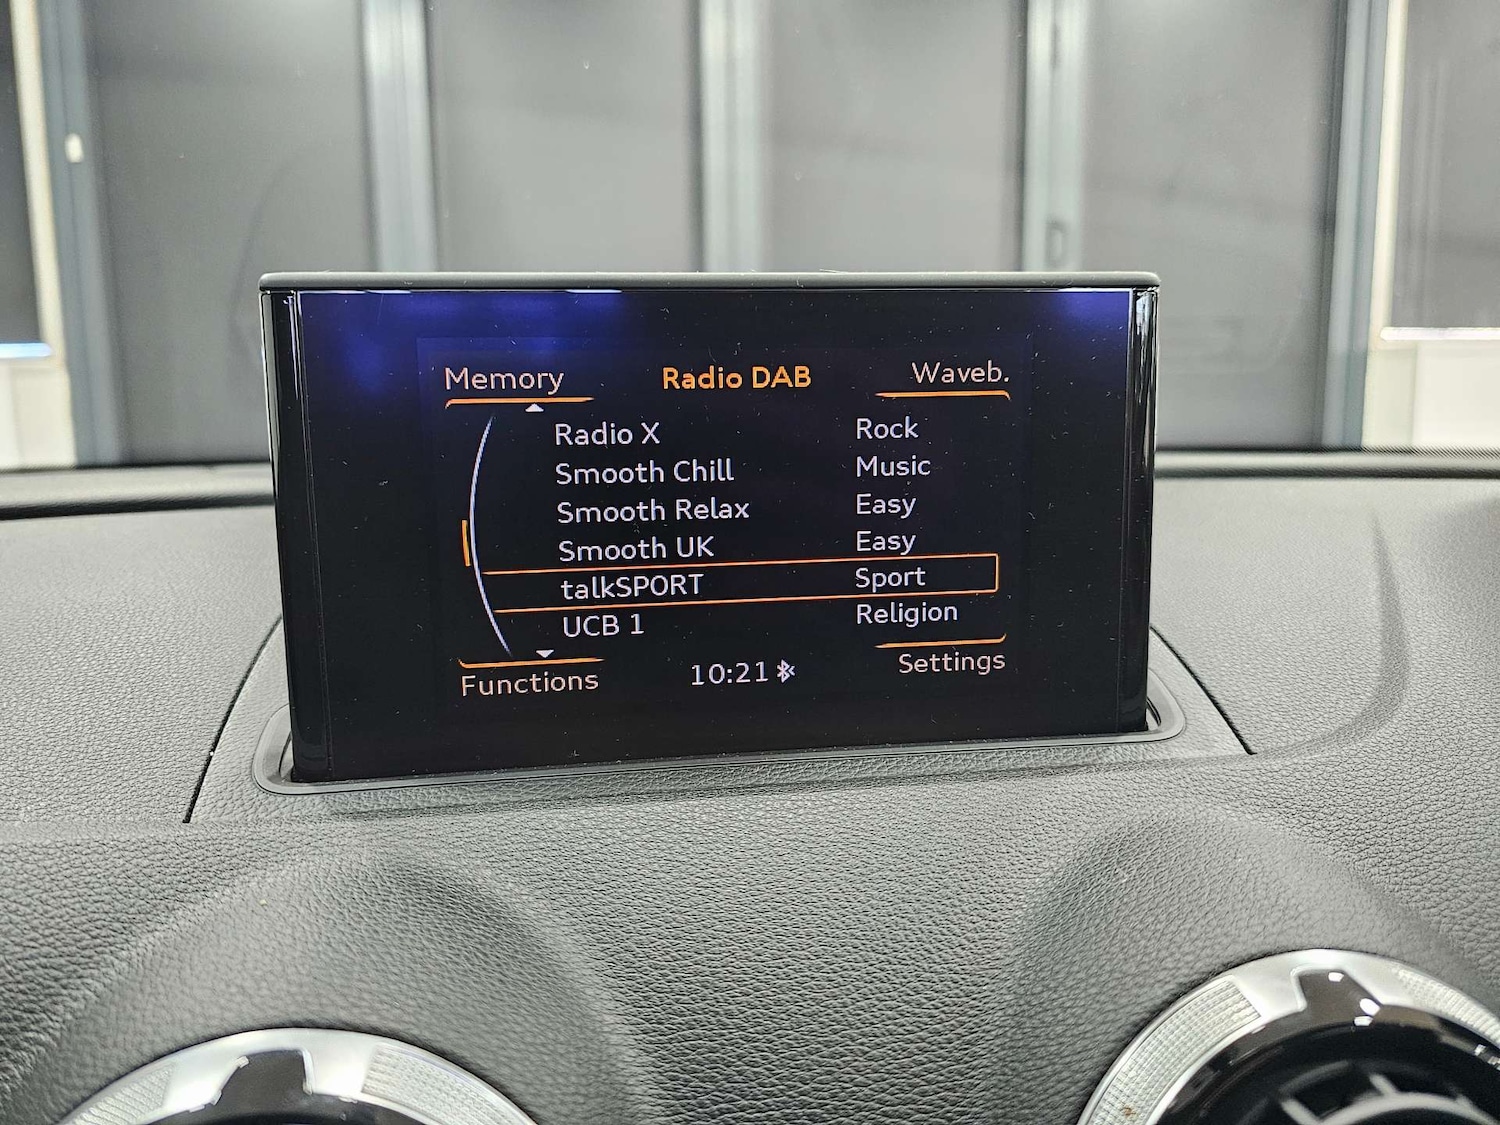 Memory Radio DAB Waveb.
Radio X Rock
Smooth Chill Music
Smooth Relax Easy
Smooth UK Easy
talkSPORT Sport
UCB 1 Religion
Functions 10:21 Settings